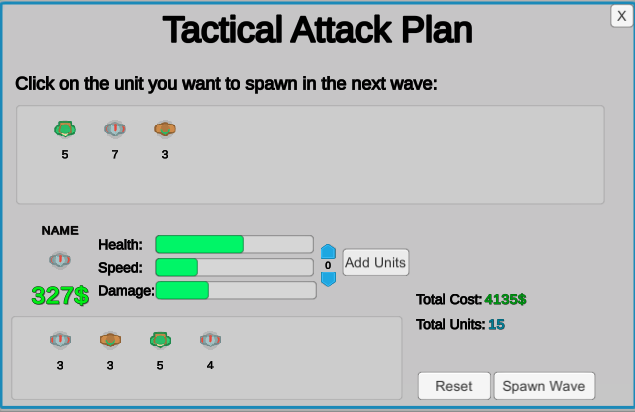 X
Tactical Attack Plan
Click on the unit you want to spawn in the next wave:
5 7 3
NAME
Health:
Speed:
0
Add Units
327$
Damage:
Total Cost: 4135$
Total Units: 15
3 3 5 4
Reset
Spawn Wave